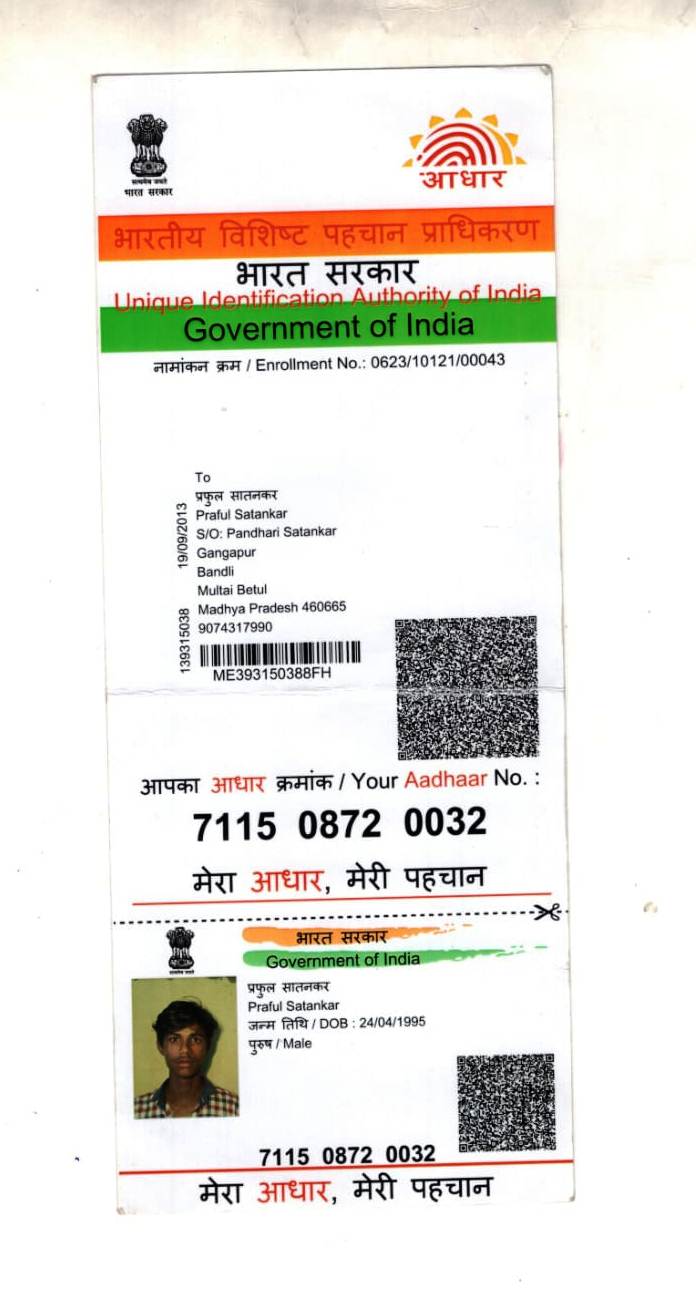 सत्यमेव जयते
भारत सरकार
आधार
भारतीय विशिष्ट पहचान प्राधिकरण
भारत सरकार
Unique Identification Authority of India
Government of India
नामांकन क्रम / Enrollment No.: 0623/10121/00043
To
प्रफुल सातनकर
Praful Satankar
S/O: Pandhari Satankar
Gangapur
Bandli
Multai Betul
Madhya Pradesh 460665
9074317990
19/09/2013
139315038
ME393150388FH
आपका आधार क्रमांक / Your Aadhaar No. :
7115 0872 0032
मेरा आधार, मेरी पहचान
भारत सरकार
Government of India
सत्यमेव जयते
प्रफुल सातनकर
Praful Satankar
जन्म तिथि / DOB : 24/04/1995
पुरुष / Male
7115 0872 0032
मेरा आधार, मेरी पहचान